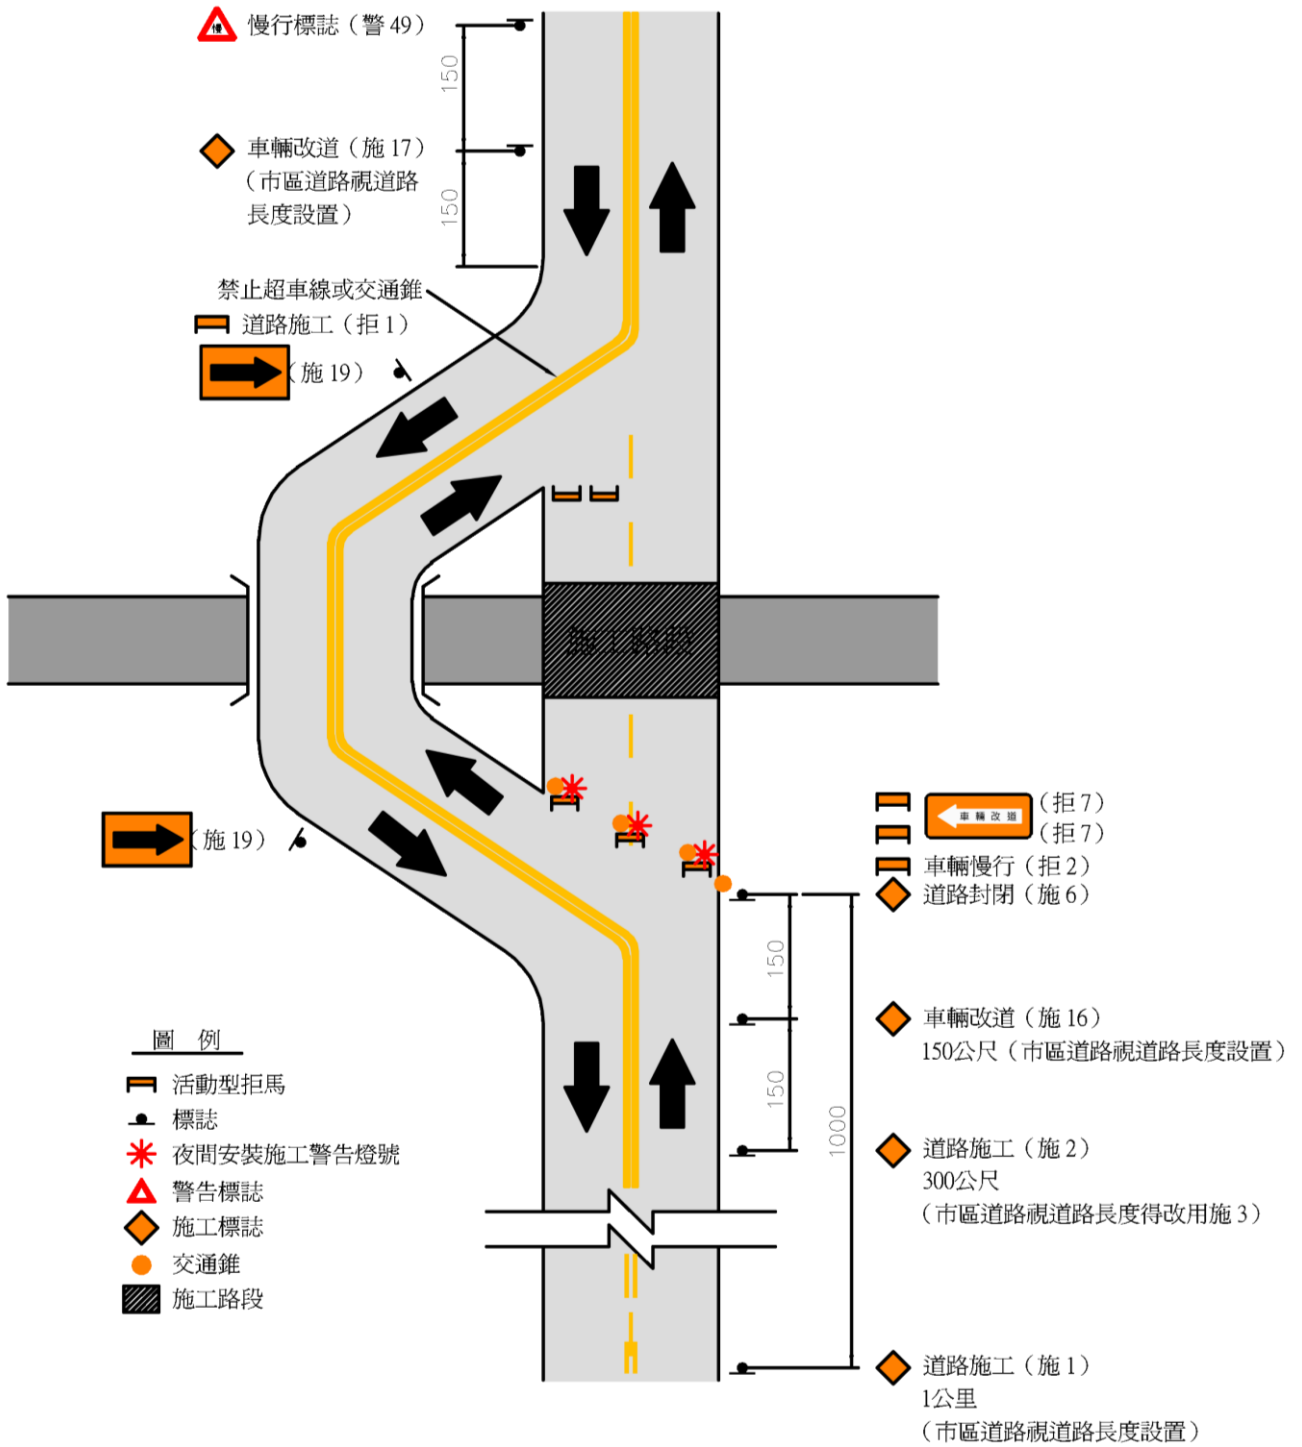 慢
慢行標誌（警 49）
150
車輛改道（施 17）
（市區道路視道路
長度設置）
150
禁止超車線或交通錐
道路施工（拒 1）
（施 19）
施工路段
（施 19）
車輛改道
（拒 7）
（拒 7）
車輛慢行（拒 2）
道路封閉（施 6）
150
車輛改道（施 16）
150公尺（市區道路視道路長度設置）
150
1000
道路施工（施 2）
300公尺
（市區道路視道路長度得改用施 3）
道路施工（施 1）
1公里
（市區道路視道路長度設置）
圖 例
活動型拒馬
標誌
夜間安裝施工警告燈號
警告標誌
施工標誌
交通錐
施工路段